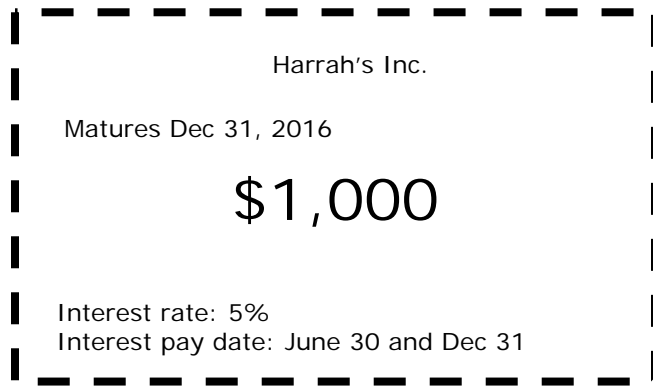 Harrah's Inc.
Matures Dec 31, 2016
$1,000
Interest rate: 5%
Interest pay date: June 30 and Dec 31